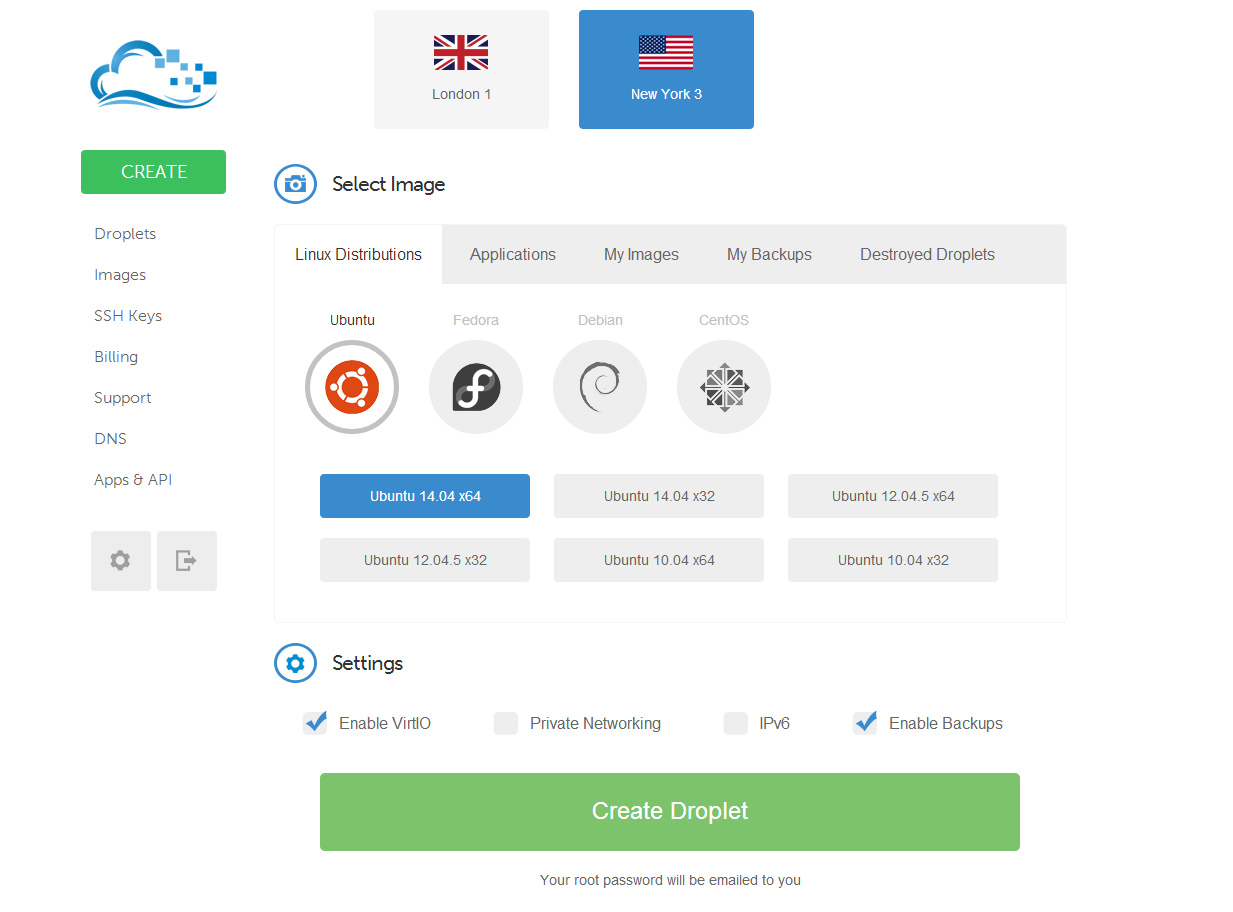 London 1
New York 3
CREATE
Droplets
Images
SSH Keys
Billing
Support
DNS
Apps & API
Select Image
Linux Distributions
Applications
My Images
My Backups
Destroyed Droplets
Ubuntu
Fedora
Debian
CentOS
Ubuntu 14.04 x64
Ubuntu 14.04 x32
Ubuntu 12.04.5 x64
Ubuntu 12.04.5 x32
Ubuntu 10.04 x64
Ubuntu 10.04 x32
Settings
Enable VirtIO
Private Networking
IPv6
Enable Backups
Create Droplet
Your root password will be emailed to you